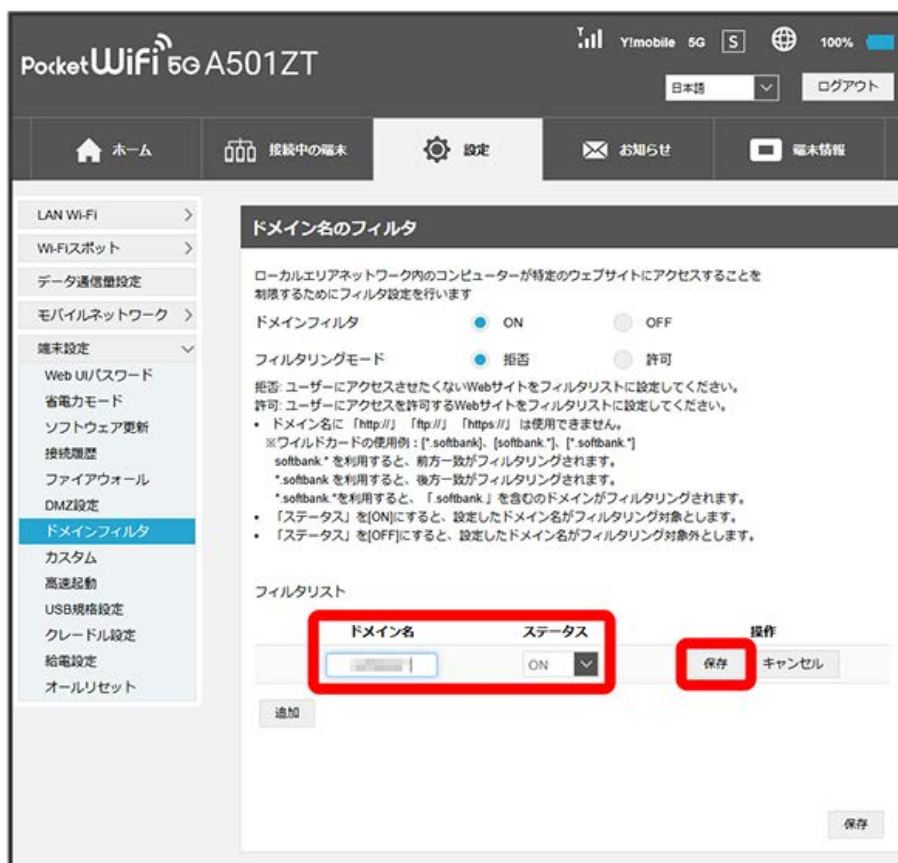 Pocket WiFi 5G A501ZT
Y!mobile 5G S 100%
日本語 ログアウト
ホーム 接続中の端末 設定 お知らせ 端末情報
LAN Wi-Fi
Wi-Fiスポット
データ通信量設定
モバイルネットワーク
端末設定
Web UIパスワード
省電力モード
ソフトウェア更新
接続履歴
ファイアウォール
DMZ設定
ドメインフィルタ
カスタム
高速起動
USB規格設定
クレードル設定
給電設定
オールリセット
ドメイン名のフィルタ
ローカルエリアネットワーク内のコンピューターが特定のウェブサイトにアクセスすることを
制限するためにフィルタ設定を行います
ドメインフィルタ ON OFF
フィルタリングモード 拒否 許可
拒否: ユーザーにアクセスさせたくないWebサイトをフィルタリストに設定してください。
許可: ユーザーにアクセスを許可するWebサイトをフィルタリストに設定してください。
• ドメイン名に 「http://」 「ftp://」 「https://」 は使用できません。
※ワイルドカードの使用例：[*.softbank]、[softbank.*]、[*.softbank.*]
softbank.* を利用すると、前方一致がフィルタリングされます。
*.softbank を利用すると、後方一致がフィルタリングされます。
*.softbank.*を利用すると、「.softbank.」を含むのドメインがフィルタリングされます。
• 「ステータス」を[ON]にすると、設定したドメイン名がフィルタリング対象とします。
• 「ステータス」を[OFF]にすると、設定したドメイン名がフィルタリング対象外とします。
フィルタリスト
ドメイン名 ステータス 操作
ON 保存 キャンセル
追加
保存